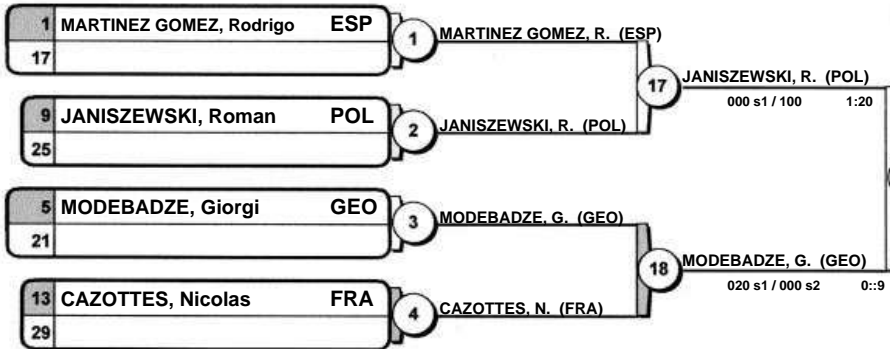 1 MARTINEZ GOMEZ, Rodrigo ESP
17
1 MARTINEZ GOMEZ, R. (ESP)
9 JANISZEWSKI, Roman POL
25
2 JANISZEWSKI, R. (POL)
17 JANISZEWSKI, R. (POL)
000 s1 / 100 1:20
5 MODEBADZE, Giorgi GEO
21
3 MODEBADZE, G. (GEO)
13 CAZOTTES, Nicolas FRA
29
4 CAZOTTES, N. (FRA)
18 MODEBADZE, G. (GEO)
020 s1 / 000 s2 0::9